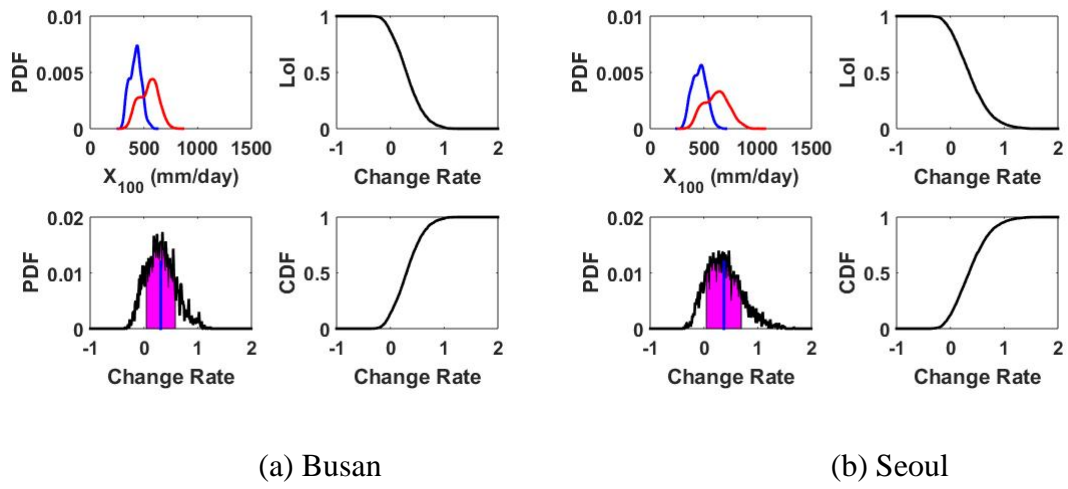 0.01
0.005
0
PDF
0 500 1000 1500
X100 (mm/day)
1
0.5
0
LoI
-1 0 1 2
Change Rate
0.02
0.01
0
PDF
-1 0 1 2
Change Rate
1
0.5
0
CDF
-1 0 1 2
Change Rate
(a) Busan
0.01
0.005
0
PDF
0 500 1000 1500
X100 (mm/day)
1
0.5
0
LoI
-1 0 1 2
Change Rate
0.02
0.01
0
PDF
-1 0 1 2
Change Rate
1
0.5
0
CDF
-1 0 1 2
Change Rate
(b) Seoul